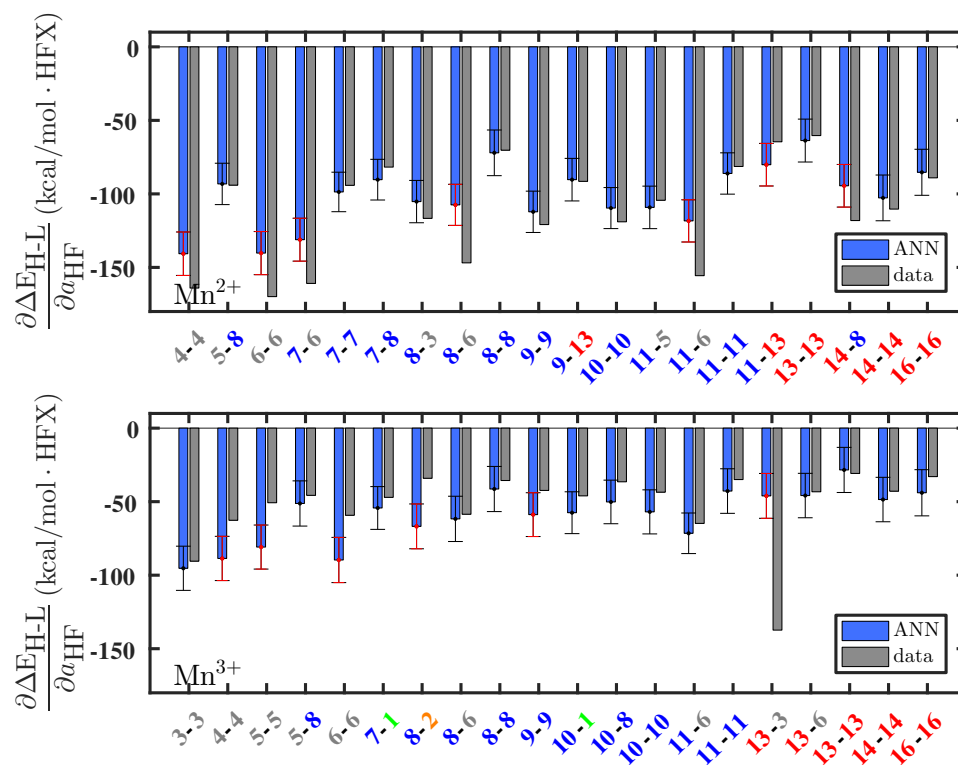 0
-50
-100
-150
∂ΔE_H-L / ∂a_HF (kcal/mol · HFX)
Mn²⁺
ANN
data
4-4 5-8 6-6 7-6 7-7 7-8 8-3 8-6 8-8 9-9 9-13 10-10 11-5 11-6 11-11 11-13 13-13 14-8 14-14 16-16
0
-50
-100
-150
∂ΔE_H-L / ∂a_HF (kcal/mol · HFX)
Mn³⁺
ANN
data
3-3 4-4 5-5 5-8 6-6 7-1 8-2 8-6 8-8 9-9 10-1 10-8 10-10 11-6 11-11 13-3 13-6 13-13 14-14 16-16